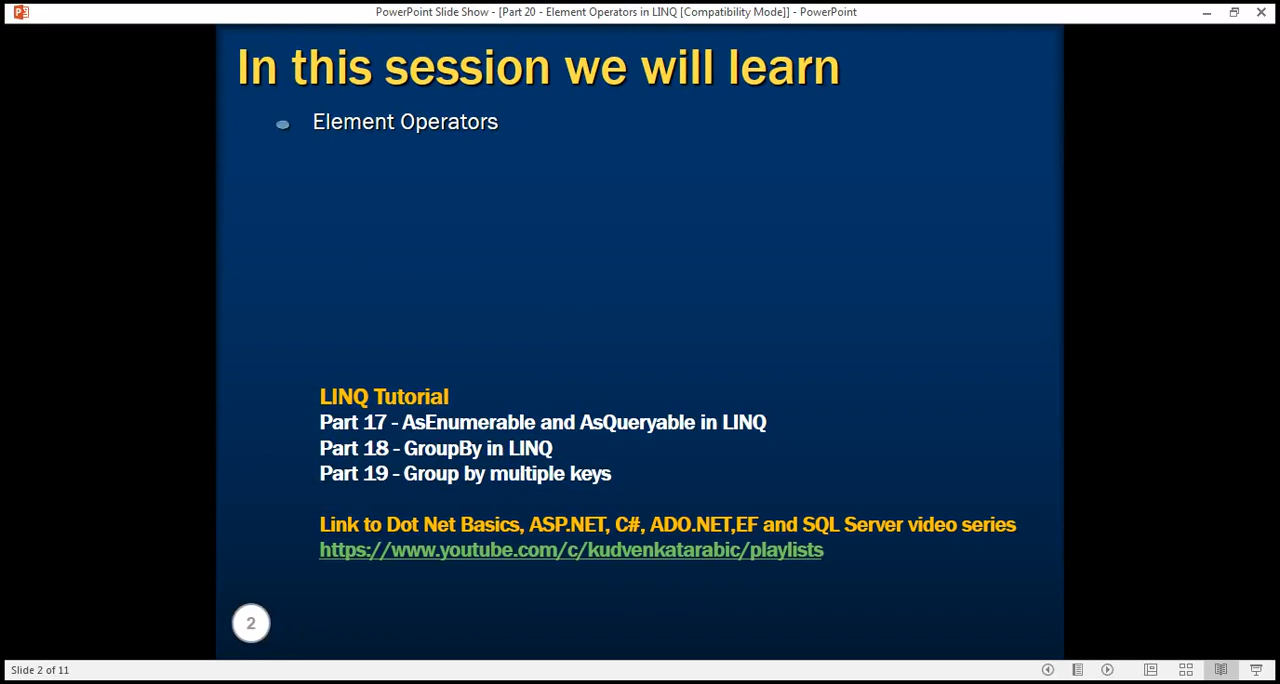 PowerPoint Slide Show - [Part 20 - Element Operators in LINQ [Compatibility Mode]] - PowerPoint
In this session we will learn
Element Operators
LINQ Tutorial
Part 17 - AsEnumerable and AsQueryable in LINQ
Part 18 - GroupBy in LINQ
Part 19 - Group by multiple keys
Link to Dot Net Basics, ASP.NET, C#, ADO.NET,EF and SQL Server video series
https://www.youtube.com/c/kudvenkatarabic/playlists
2
Slide 2 of 11